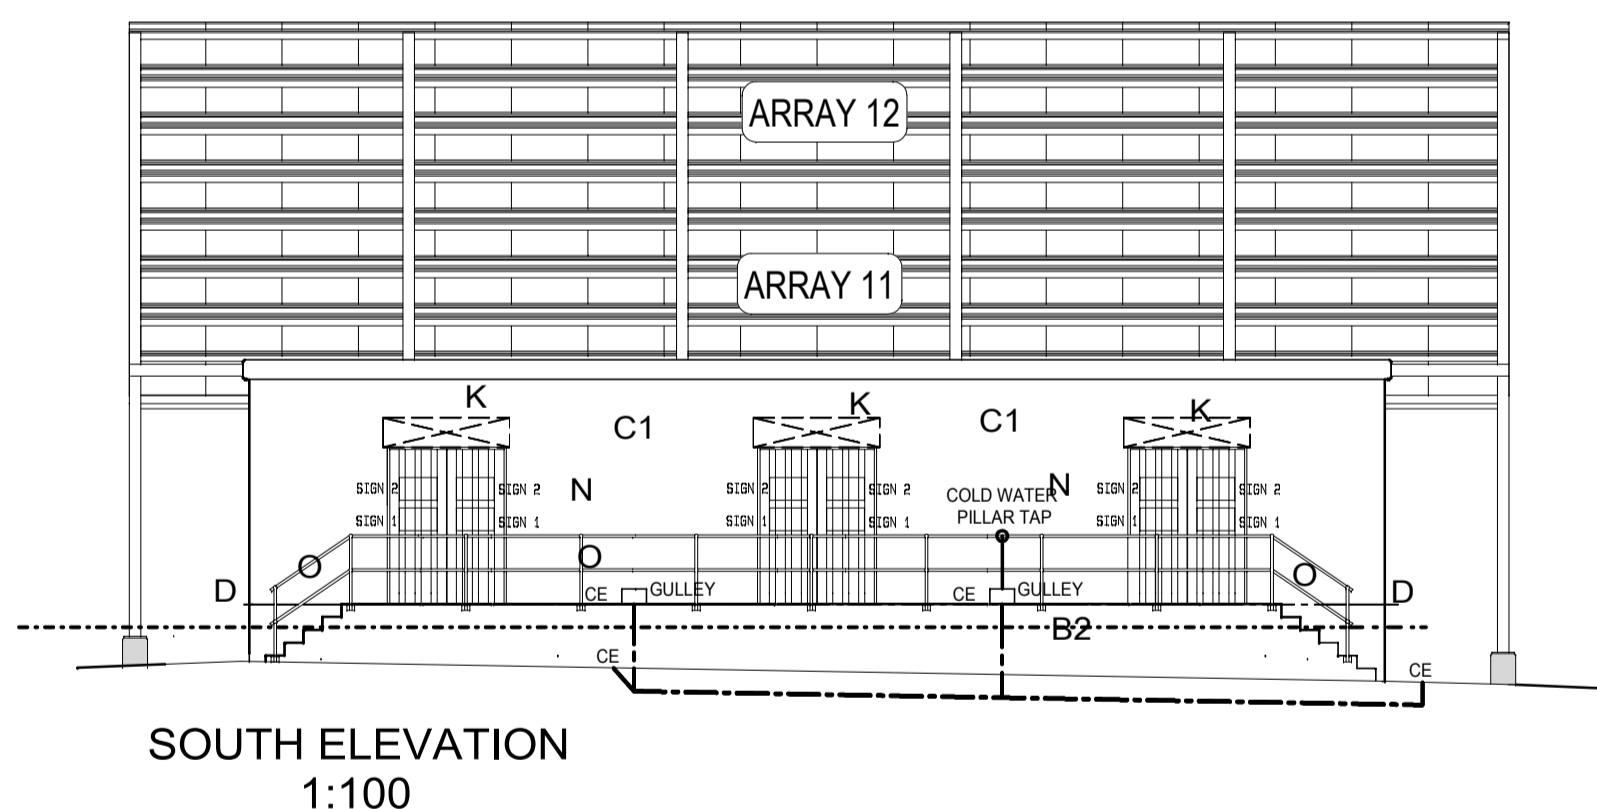 ARRAY 12
ARRAY 11
K
K
K
C1
C1
N
N
SIGN 2
SIGN 2
SIGN 2
SIGN 2
SIGN 2
SIGN 2
COLD WATER
PILLAR TAP
SIGN 1
SIGN 1
SIGN 1
SIGN 1
SIGN 1
SIGN 1
O
O
O
D
CE
GULLEY
CE
GULLEY
D
B2
CE
CE
SOUTH ELEVATION
1:100